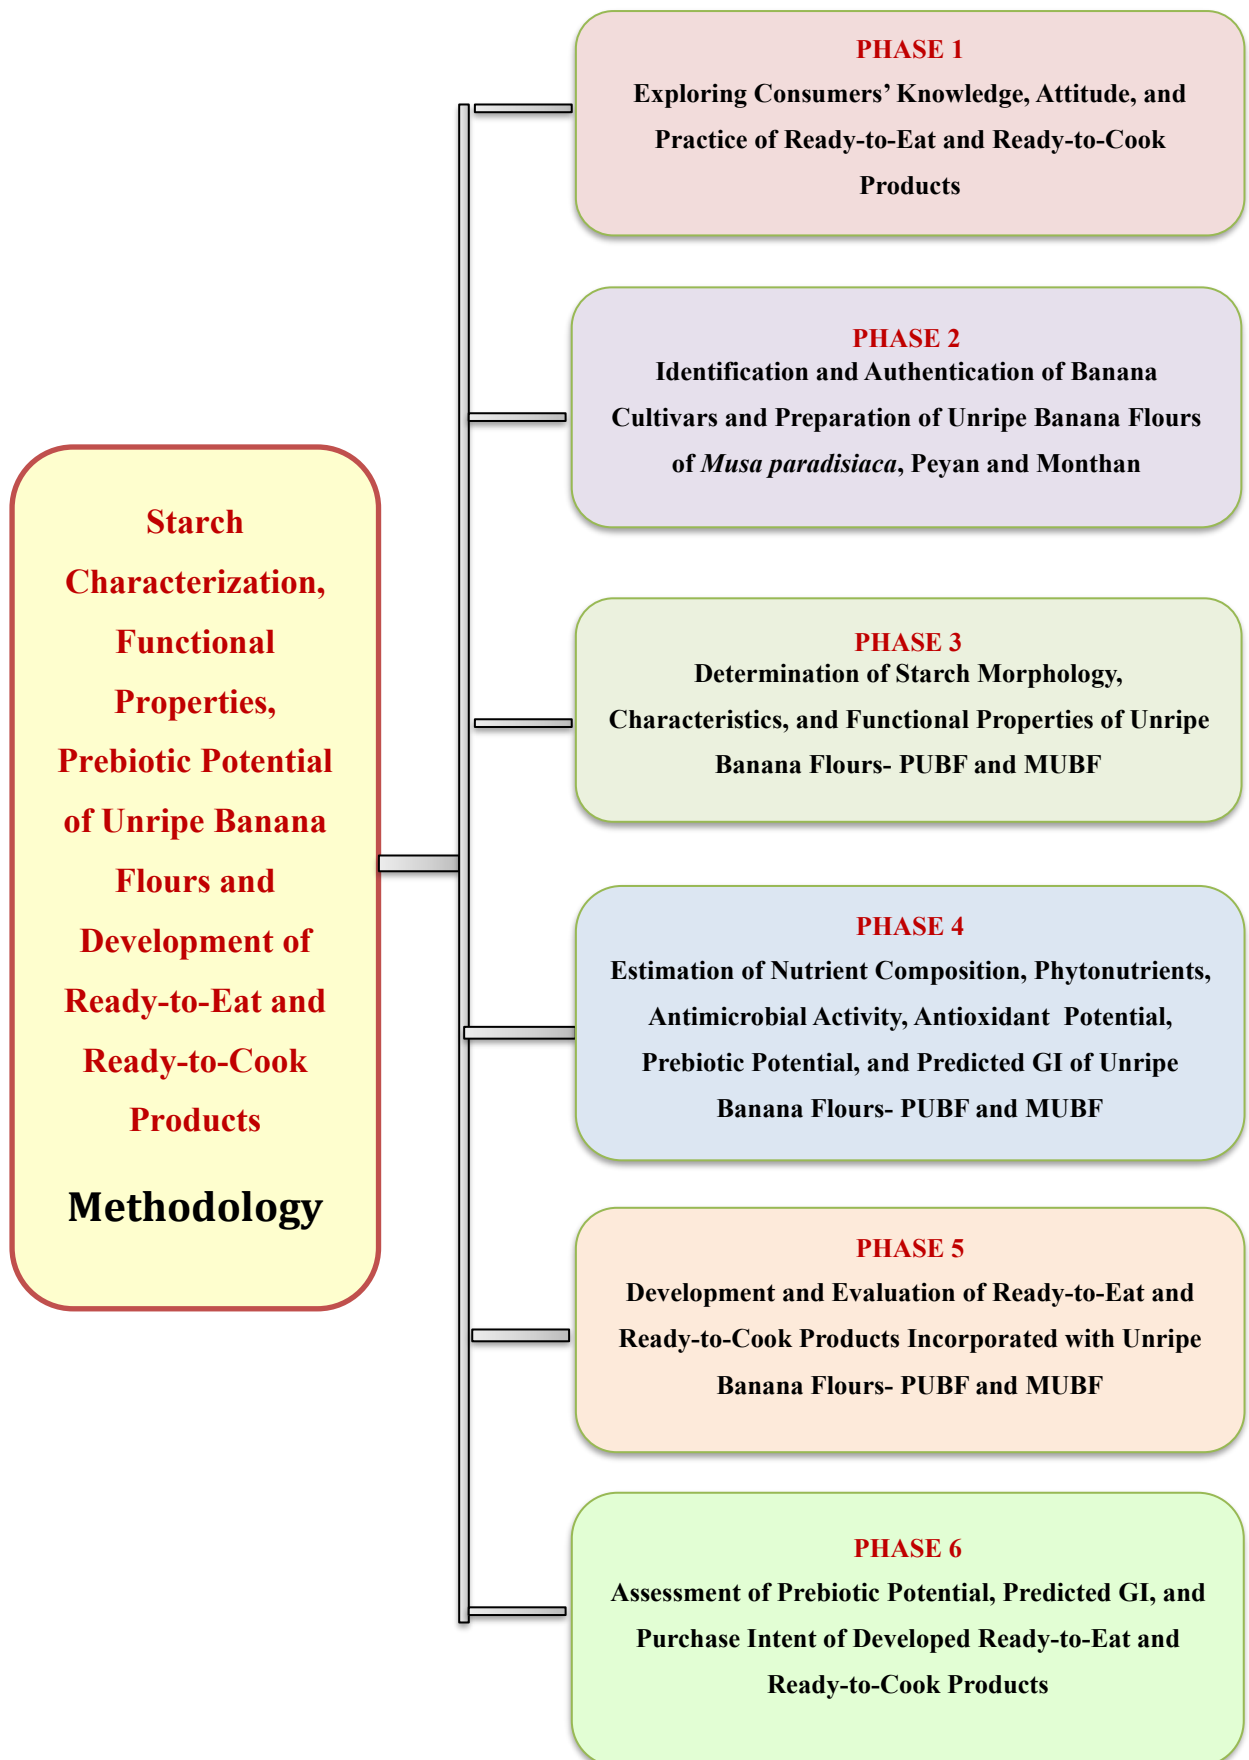 Starch
Characterization,
Functional
Properties,
Prebiotic Potential
of Unripe Banana
Flours and
Development of
Ready-to-Eat and
Ready-to-Cook
Products
Methodology
PHASE 1
Exploring Consumers’ Knowledge, Attitude, and
Practice of Ready-to-Eat and Ready-to-Cook
Products
PHASE 2
Identification and Authentication of Banana
Cultivars and Preparation of Unripe Banana Flours
of Musa paradisiaca, Peyan and Monthan
PHASE 3
Determination of Starch Morphology,
Characteristics, and Functional Properties of Unripe
Banana Flours- PUBF and MUBF
PHASE 4
Estimation of Nutrient Composition, Phytonutrients,
Antimicrobial Activity, Antioxidant Potential,
Prebiotic Potential, and Predicted GI of Unripe
Banana Flours- PUBF and MUBF
PHASE 5
Development and Evaluation of Ready-to-Eat and
Ready-to-Cook Products Incorporated with Unripe
Banana Flours- PUBF and MUBF
PHASE 6
Assessment of Prebiotic Potential, Predicted GI, and
Purchase Intent of Developed Ready-to-Eat and
Ready-to-Cook Products